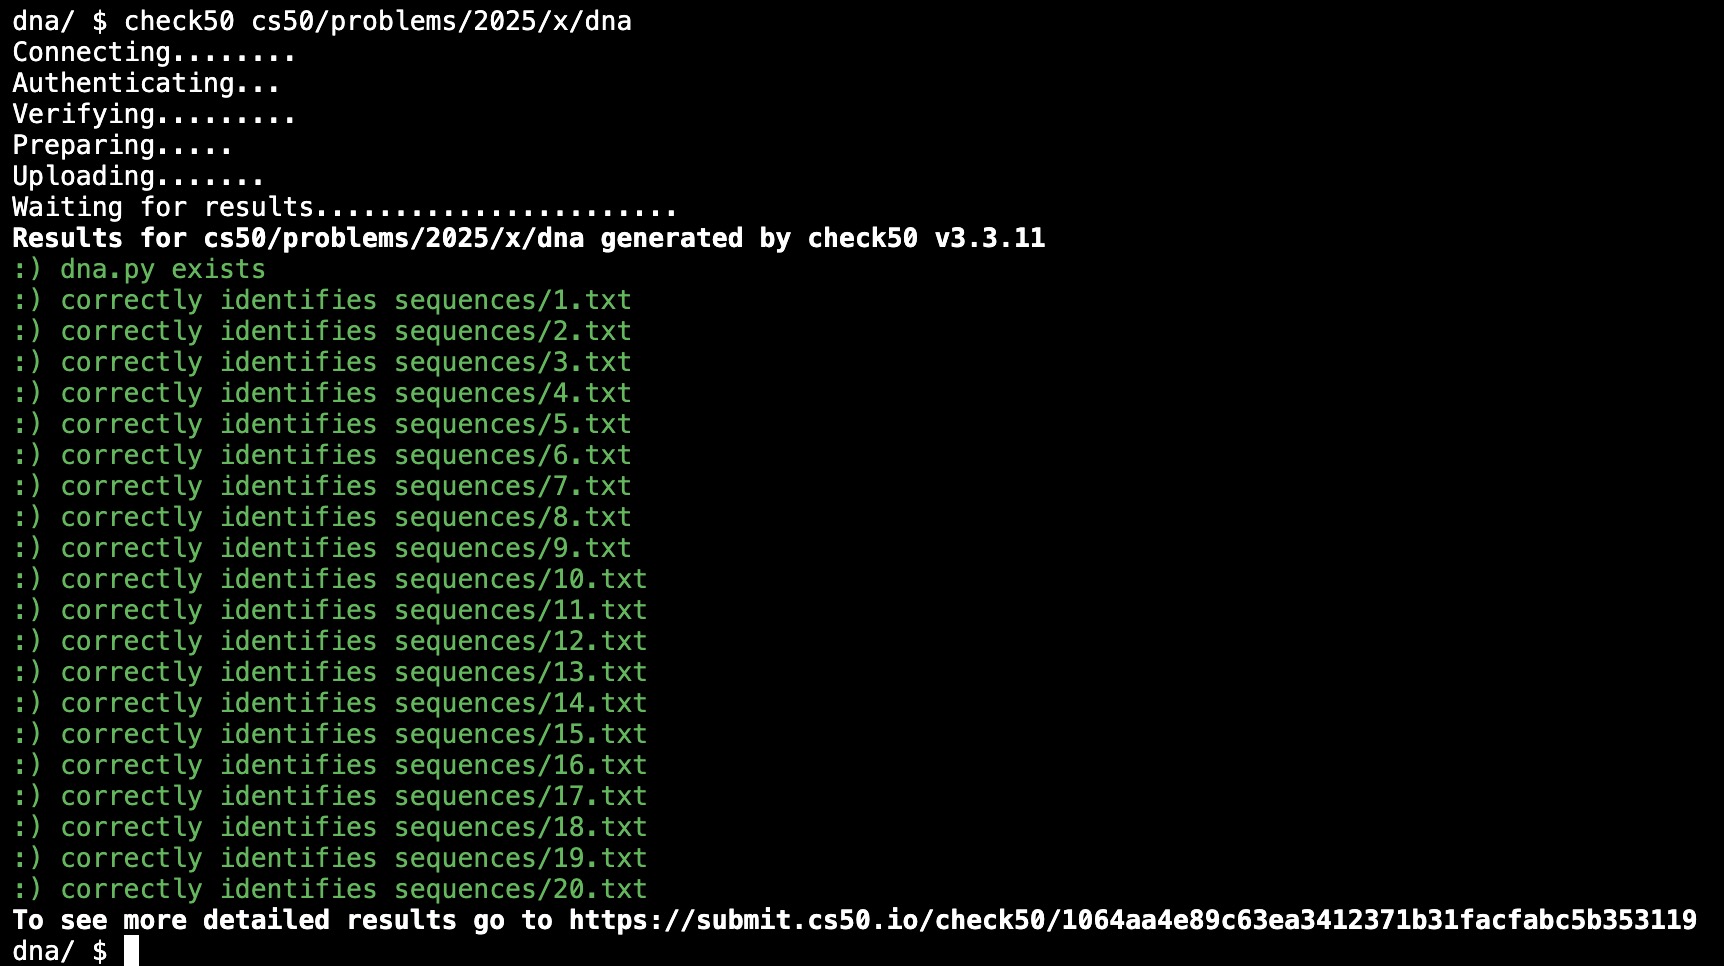 dna/ $ check50 cs50/problems/2025/x/dna
Connecting........
Authenticating...
Verifying.........
Preparing.....
Uploading.......
Waiting for results.......................
Results for cs50/problems/2025/x/dna generated by check50 v3.3.11
:) dna.py exists
:) correctly identifies sequences/1.txt
:) correctly identifies sequences/2.txt
:) correctly identifies sequences/3.txt
:) correctly identifies sequences/4.txt
:) correctly identifies sequences/5.txt
:) correctly identifies sequences/6.txt
:) correctly identifies sequences/7.txt
:) correctly identifies sequences/8.txt
:) correctly identifies sequences/9.txt
:) correctly identifies sequences/10.txt
:) correctly identifies sequences/11.txt
:) correctly identifies sequences/12.txt
:) correctly identifies sequences/13.txt
:) correctly identifies sequences/14.txt
:) correctly identifies sequences/15.txt
:) correctly identifies sequences/16.txt
:) correctly identifies sequences/17.txt
:) correctly identifies sequences/18.txt
:) correctly identifies sequences/19.txt
:) correctly identifies sequences/20.txt
To see more detailed results go to https://submit.cs50.io/check50/1064aa4e89c63ea3412371b31facfabc5b353119
dna/ $